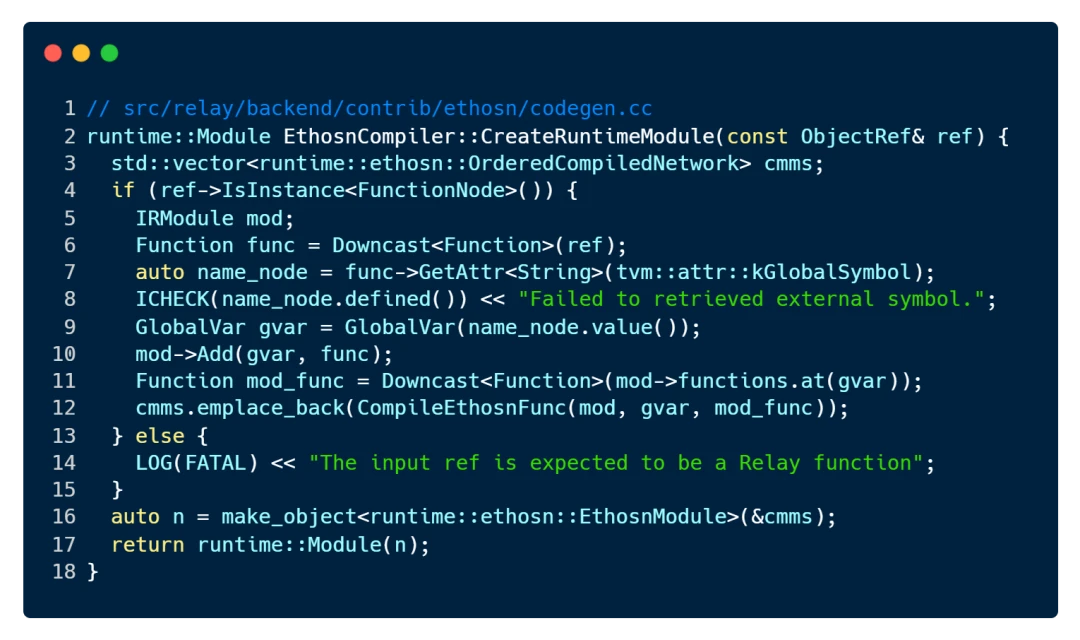 1 // src/relay/backend/contrib/ethosn/codegen.cc
2 runtime::Module EthosnCompiler::CreateRuntimeModule(const ObjectRef& ref) {
3   std::vector<runtime::ethosn::OrderedCompiledNetwork> cmms;
4   if (ref->IsInstance<FunctionNode>()) {
5     IRModule mod;
6     Function func = Downcast<Function>(ref);
7     auto name_node = func->GetAttr<String>(tvm::attr::kGlobalSymbol);
8     ICHECK(name_node.defined()) << "Failed to retrieved external symbol.";
9     GlobalVar gvar = GlobalVar(name_node.value());
10     mod->Add(gvar, func);
11     Function mod_func = Downcast<Function>(mod->functions.at(gvar));
12     cmms.emplace_back(CompileEthosnFunc(mod, gvar, mod_func));
13   } else {
14     LOG(FATAL) << "The input ref is expected to be a Relay function";
15   }
16   auto n = make_object<runtime::ethosn::EthosnModule>(&cmms);
17   return runtime::Module(n);
18 }